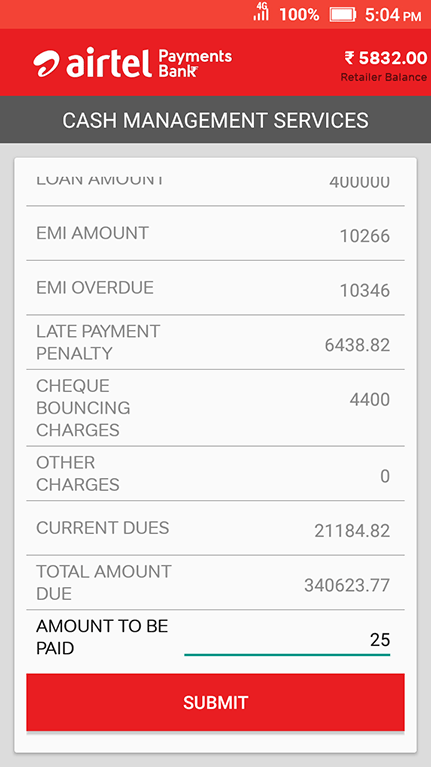 4G
100%
5:04 PM
airtel Payments Bank
₹ 5832.00
Retailer Balance
CASH MANAGEMENT SERVICES
LOAN AMOUNT 400000
EMI AMOUNT 10266
EMI OVERDUE 10346
LATE PAYMENT
PENALTY 6438.82
CHEQUE
BOUNCING 4400
CHARGES
OTHER
CHARGES 0
CURRENT DUES 21184.82
TOTAL AMOUNT
DUE 340623.77
AMOUNT TO BE
PAID 25
SUBMIT